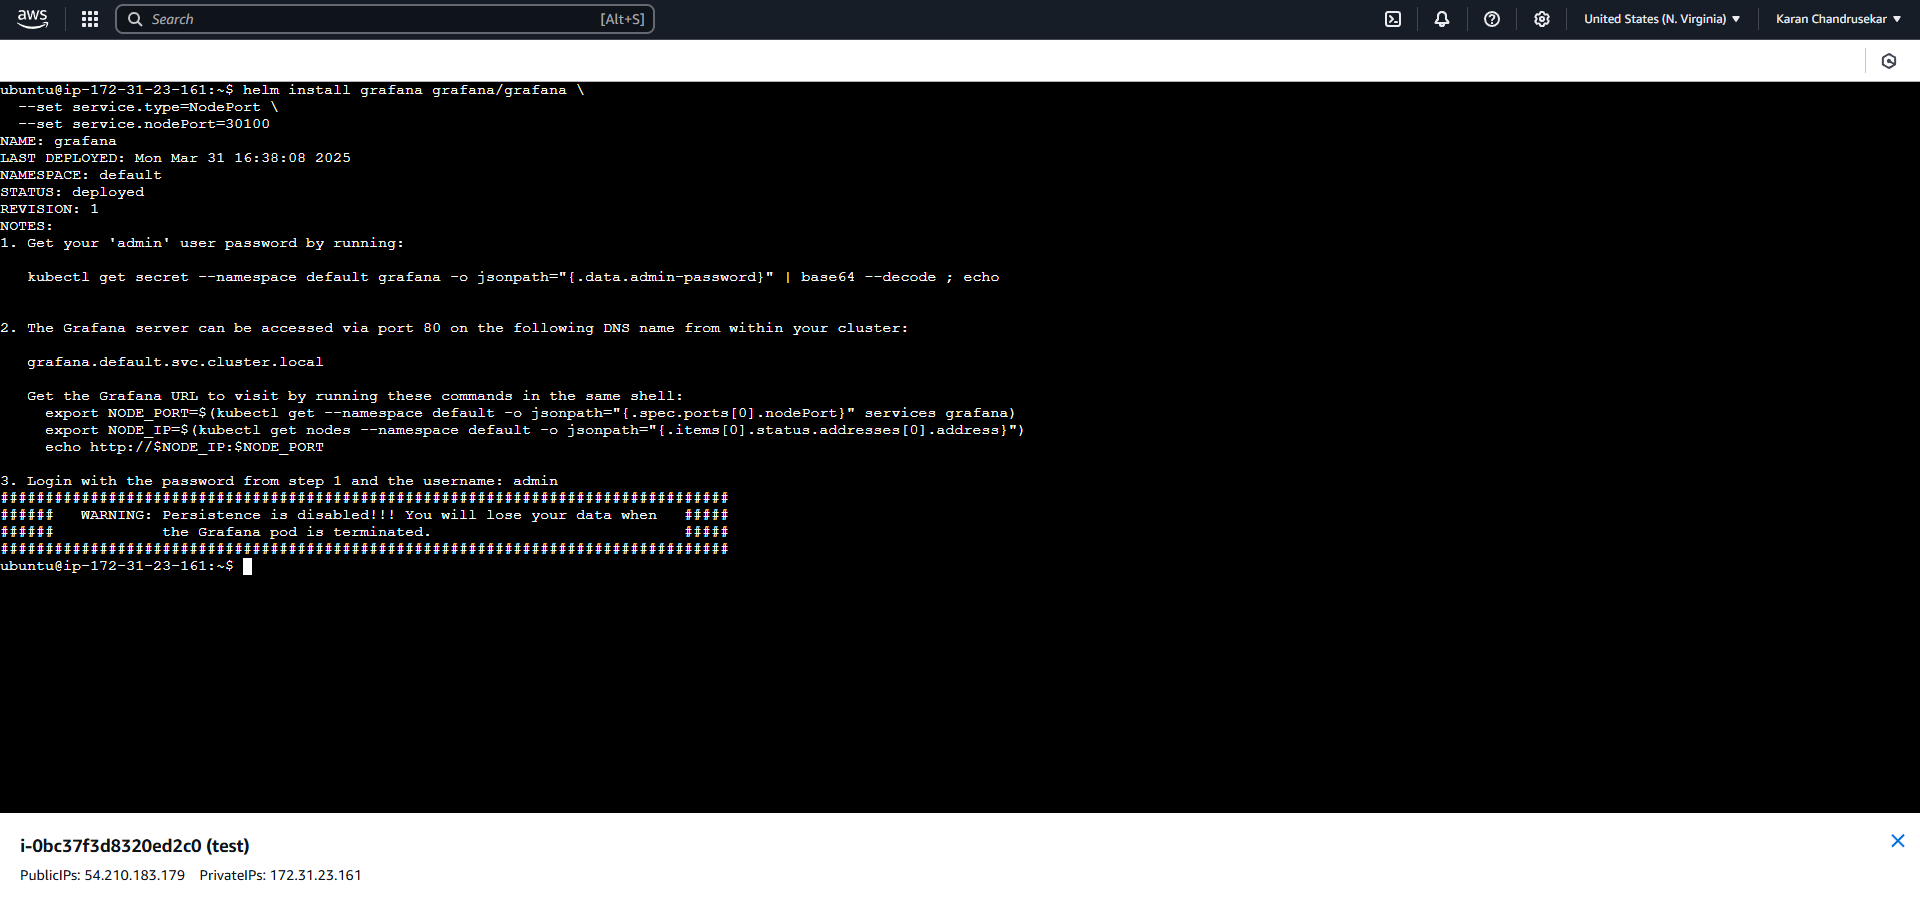 aws
Search [Alt+S]
United States (N. Virginia)
Karan Chandrusekar
ubuntu@ip-172-31-23-161:~$ helm install grafana grafana/grafana \
  --set service.type=NodePort \
  --set service.nodePort=30100
NAME: grafana
LAST DEPLOYED: Mon Mar 31 16:38:08 2025
NAMESPACE: default
STATUS: deployed
REVISION: 1
NOTES:
1. Get your 'admin' user password by running:
   kubectl get secret --namespace default grafana -o jsonpath="{.data.admin-password}" | base64 --decode ; echo
2. The Grafana server can be accessed via port 80 on the following DNS name from within your cluster:
   grafana.default.svc.cluster.local
   Get the Grafana URL to visit by running these commands in the same shell:
     export NODE_PORT=$(kubectl get --namespace default -o jsonpath="{.spec.ports[0].nodePort}" services grafana)
     export NODE_IP=$(kubectl get nodes --namespace default -o jsonpath="{.items[0].status.addresses[0].address}")
     echo http://$NODE_IP:$NODE_PORT
3. Login with the password from step 1 and the username: admin
#################################################################################
######   WARNING: Persistence is disabled!!! You will lose your data when   #####
######            the Grafana pod is terminated.                            #####
#################################################################################
ubuntu@ip-172-31-23-161:~$
i-0bc37f3d8320ed2c0 (test)
PublicIPs: 54.210.183.179 PrivateIPs: 172.31.23.161